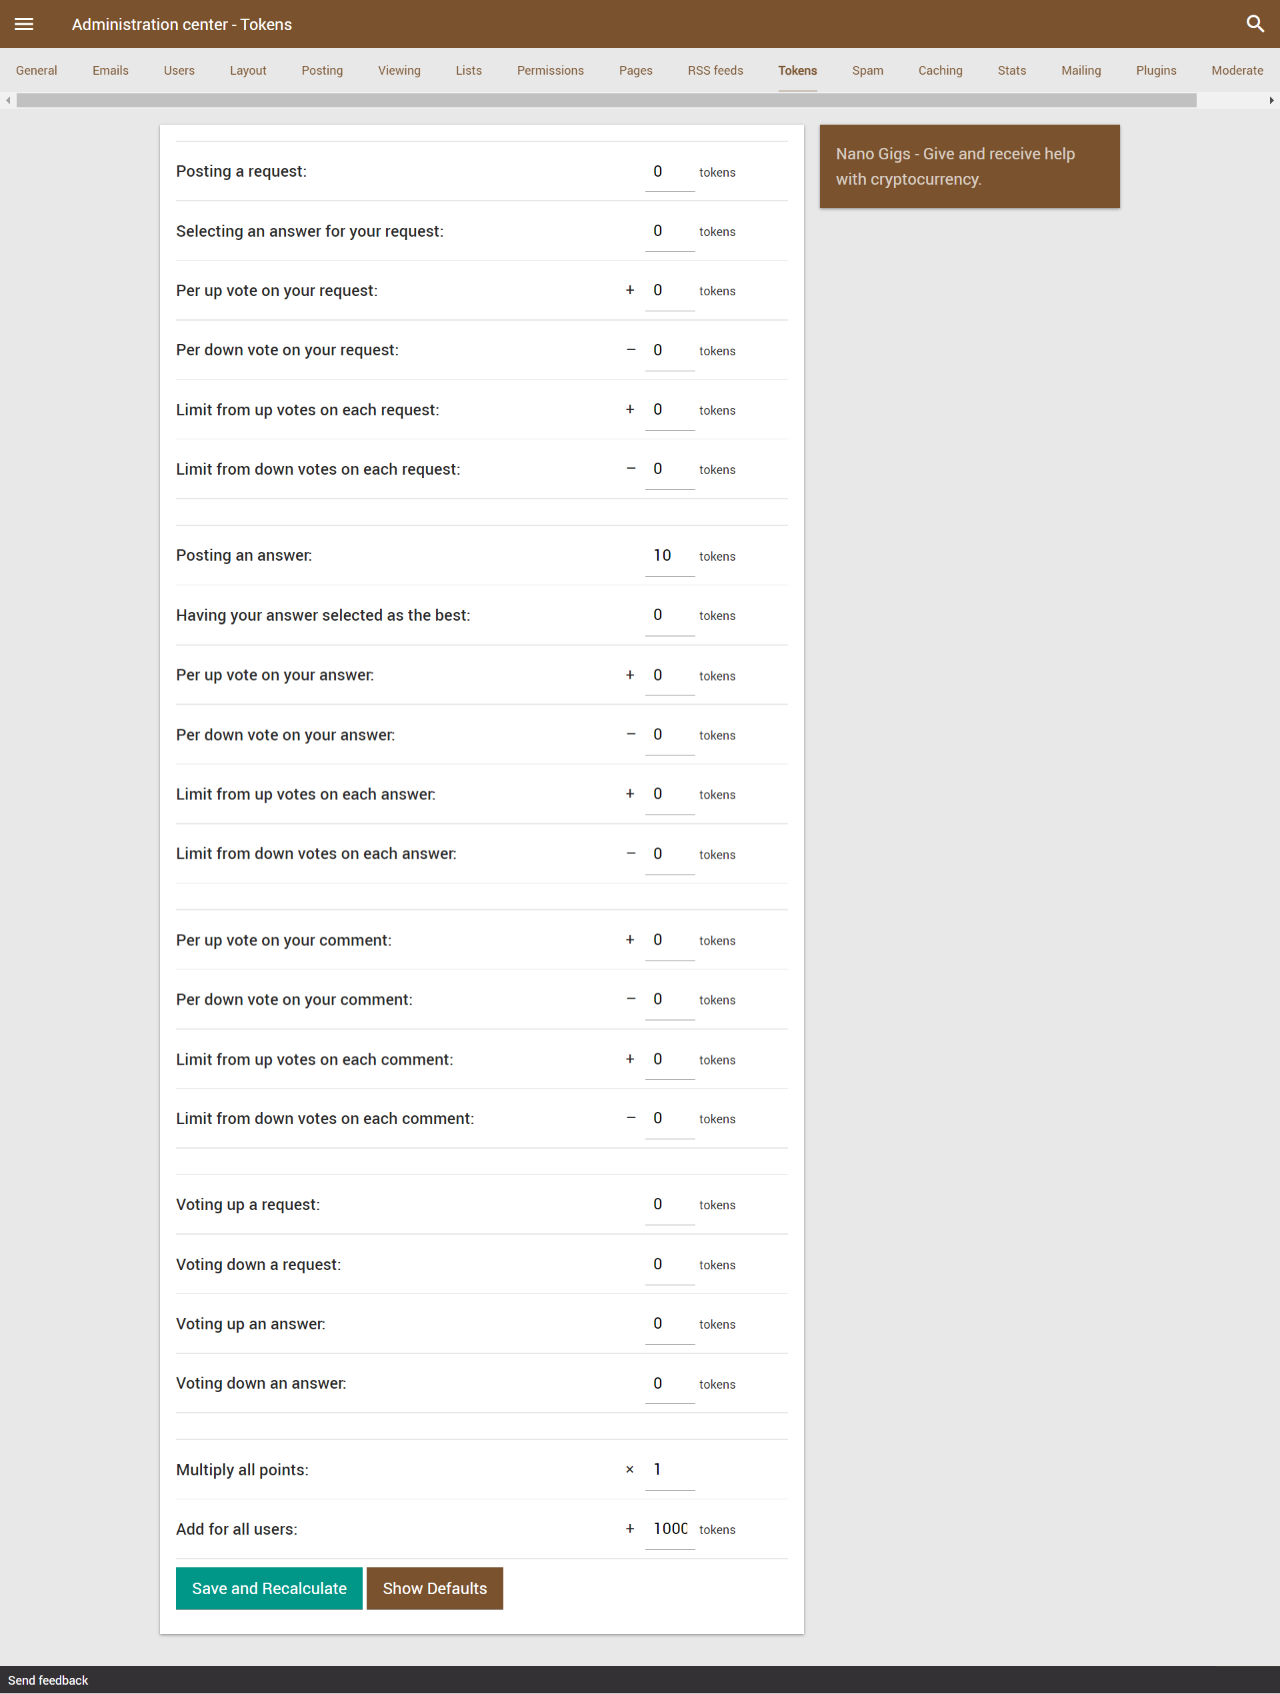 Administration center - Tokens
General Emails Users Layout Posting Viewing Lists Permissions Pages RSS feeds Tokens Spam Caching Stats Mailing Plugins Moderate
Nano Gigs - Give and receive help
with cryptocurrency.
Posting a request: 0 tokens
Selecting an answer for your request: 0 tokens
Per up vote on your request: + 0 tokens
Per down vote on your request: – 0 tokens
Limit from up votes on each request: + 0 tokens
Limit from down votes on each request: – 0 tokens
Posting an answer: 10 tokens
Having your answer selected as the best: 0 tokens
Per up vote on your answer: + 0 tokens
Per down vote on your answer: – 0 tokens
Limit from up votes on each answer: + 0 tokens
Limit from down votes on each answer: – 0 tokens
Per up vote on your comment: + 0 tokens
Per down vote on your comment: – 0 tokens
Limit from up votes on each comment: + 0 tokens
Limit from down votes on each comment: – 0 tokens
Voting up a request: 0 tokens
Voting down a request: 0 tokens
Voting up an answer: 0 tokens
Voting down an answer: 0 tokens
Multiply all points: × 1
Add for all users: + tokens
Save and Recalculate Show Defaults
Send feedback